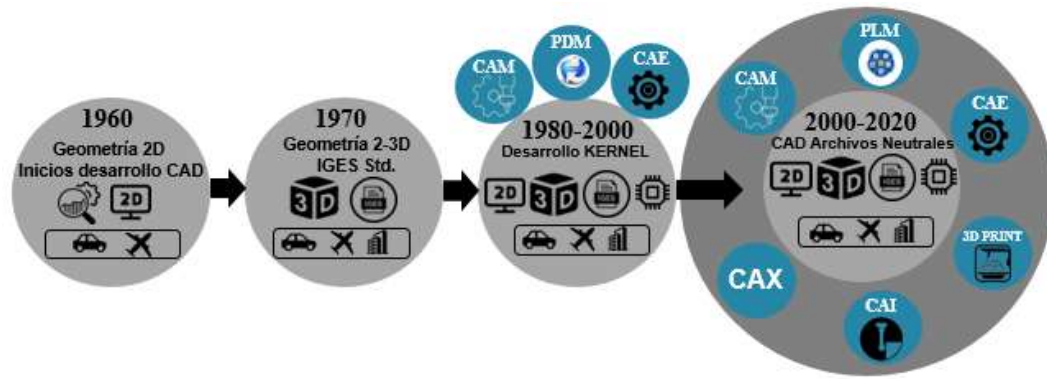 1960
Geometría 2D
Inicios desarrollo CAD
2D
1970
Geometría 2-3D
IGES Std.
3D
IGES
CAM
PDM
CAE
1980-2000
Desarrollo KERNEL
2D
3D
IGES
PLM
CAM
CAE
2000-2020
CAD Archivos Neutrales
2D
3D
IGES
3D PRINT
CAX
CAI